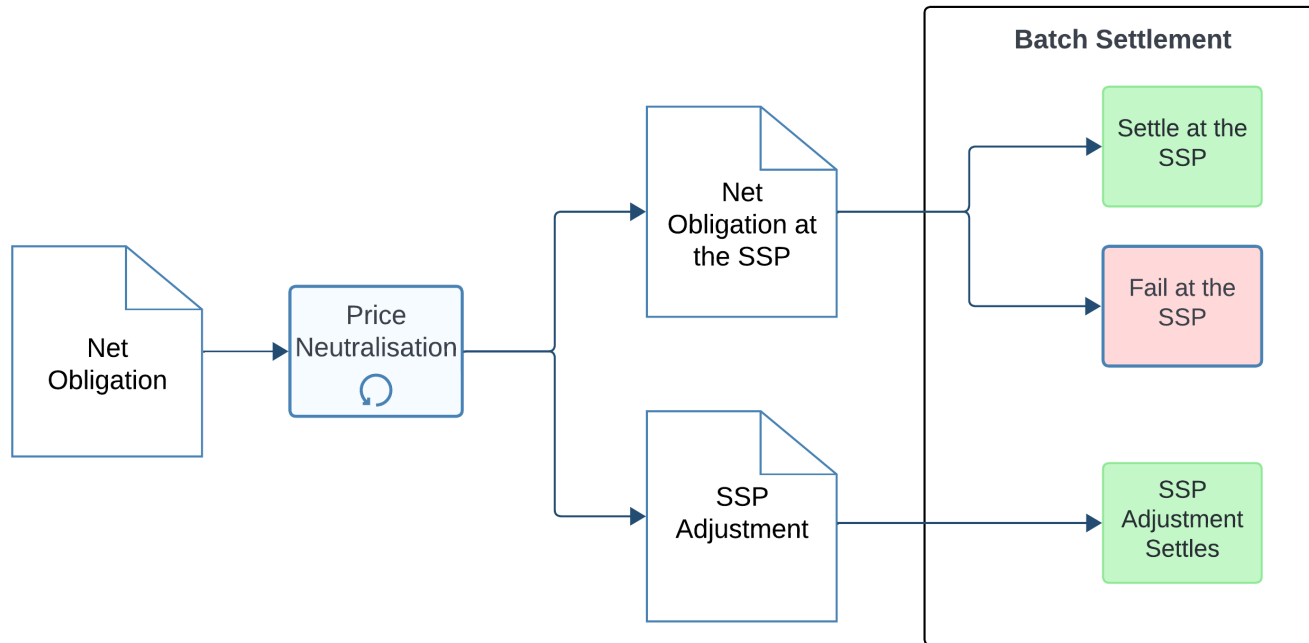 Batch Settlement
Settle at the
SSP
Net
Obligation at
the SSP
Fail at the
SSP
Price
Neutralisation
Net
Obligation
SSP
Adjustment
SSP
Adjustment
Settles